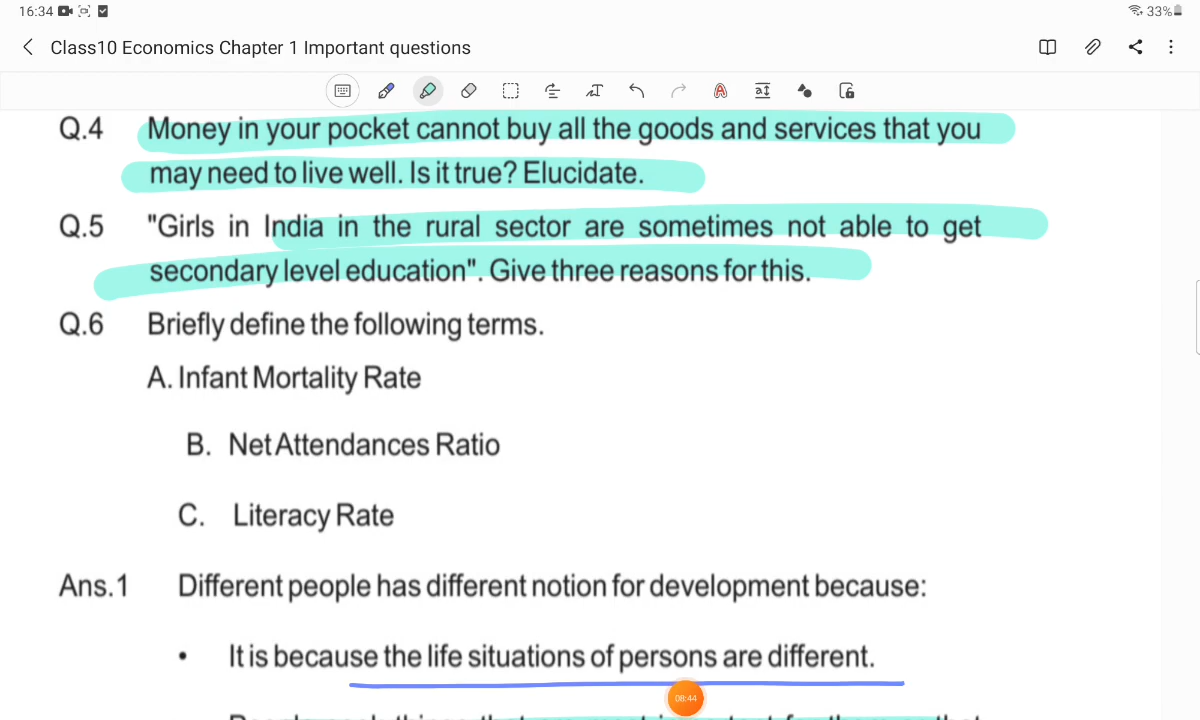 16:34
33%
Class10 Economics Chapter 1 Important questions
Q.4 Money in your pocket cannot buy all the goods and services that you
may need to live well. Is it true? Elucidate.
Q.5 "Girls in India in the rural sector are sometimes not able to get
secondary level education". Give three reasons for this.
Q.6 Briefly define the following terms.
A. Infant Mortality Rate
B. Net Attendances Ratio
C. Literacy Rate
Ans.1 Different people has different notion for development because:
• It is because the life situations of persons are different.
08:44